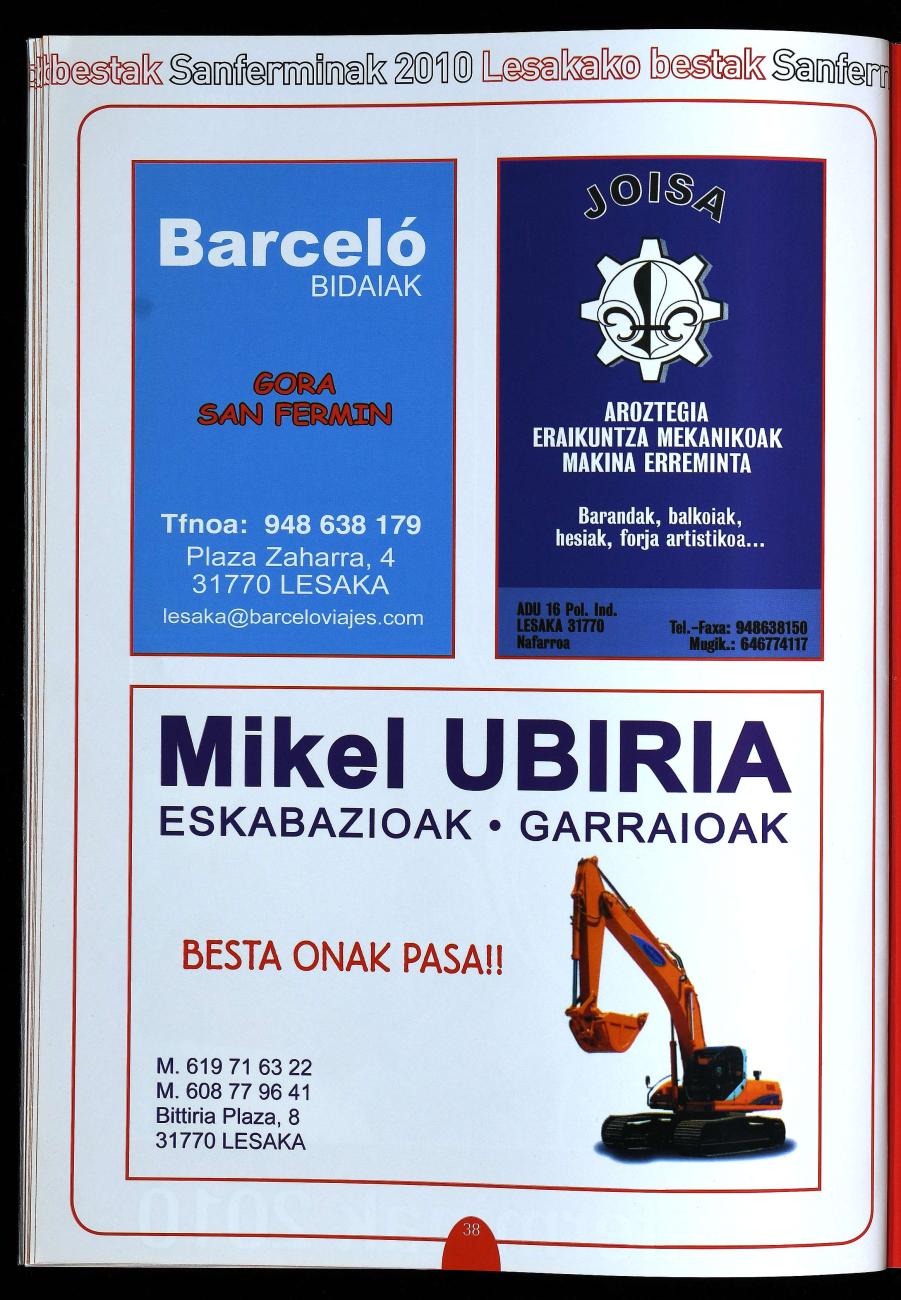 bestak Sanferminak 2010 Lesakako bestak Sanferm
Barceló
BIDAIAK
GORA
SAN FERMIN
Tfnoa: 948 638 179
Plaza Zaharra, 4
31770 LESAKA
lesaka@barceloviajes.com
JOISA
AROZTEGIA
ERAIKUNTZA MEKANIKOAK
MAKINA ERREMINTA
Barandak, balkoiak,
hesiak, forja artistikoa...
ADU 16 Pol. Ind.
LESAKA 31770
Nafarroa
Tel.-Faxa: 948638150
Mugik.: 646774117
Mikel UBIRIA
ESKABAZIOAK • GARRAIOAK
BESTA ONAK PASA!!
M. 619 71 63 22
M. 608 77 96 41
Bittiria Plaza, 8
31770 LESAKA
38